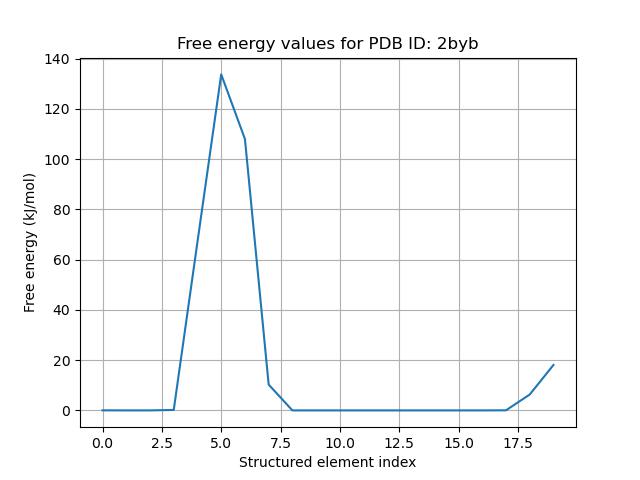 Free energy values for PDB ID: 2byb
140
120
100
80
60
40
20
0
Free energy (kJ/mol)
0.0 2.5 5.0 7.5 10.0 12.5 15.0 17.5
Structured element index